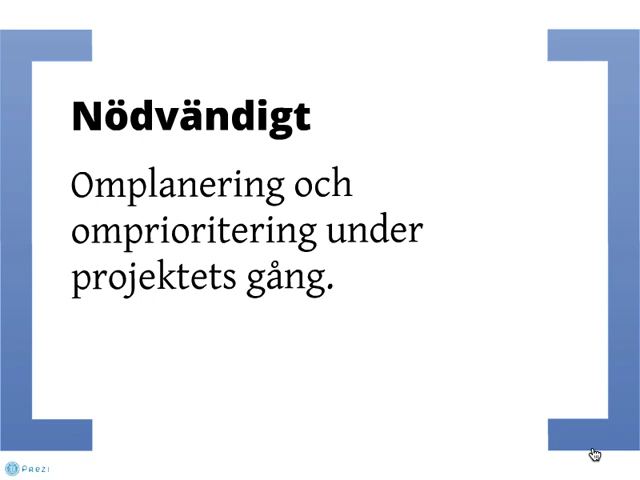 Nödvändigt
Omplanering och
omprioritering under
projektets gång.
Prezi